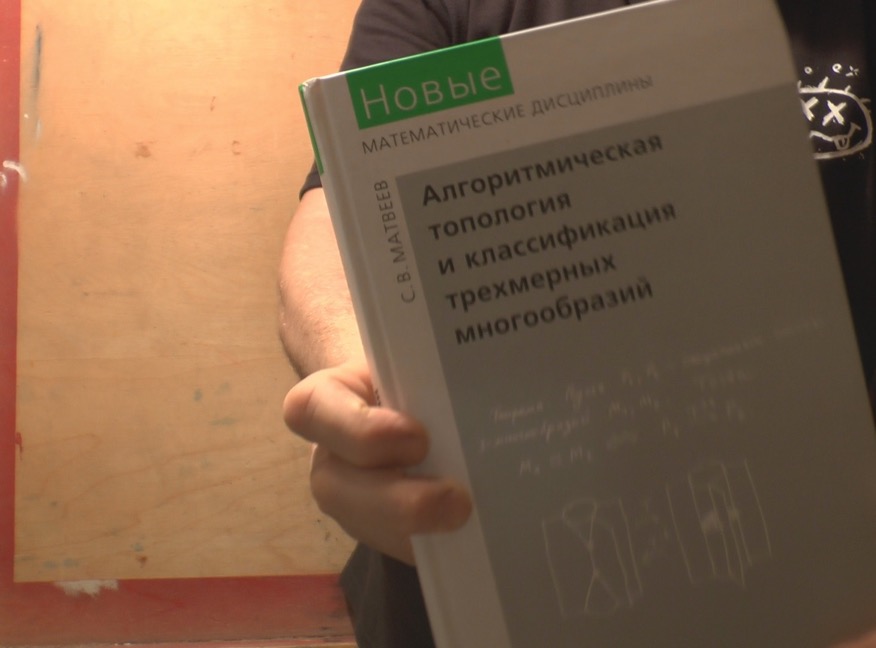 Новые
МАТЕМАТИЧЕСКИЕ ДИСЦИПЛИНЫ
С. В. МАТВЕЕВ
Алгоритмическая
топология
и классификация
трехмерных
многообразий